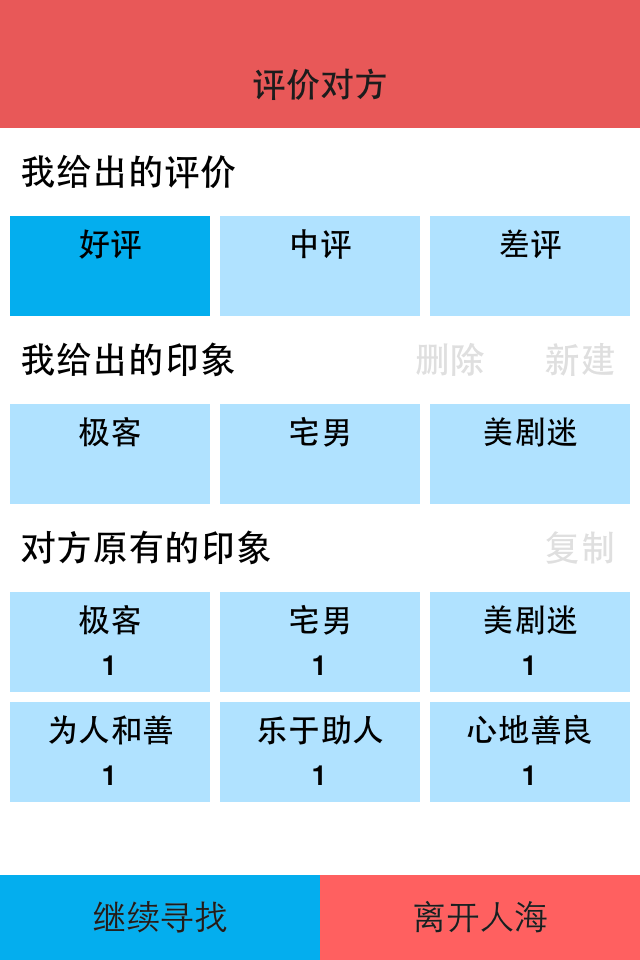 评价对方
我给出的评价
好评 中评 差评
我给出的印象 删除 新建
极客 宅男 美剧迷
对方原有的印象 复制
极客 宅男 美剧迷
1 1 1
为人和善 乐于助人 心地善良
1 1 1
继续寻找 离开人海